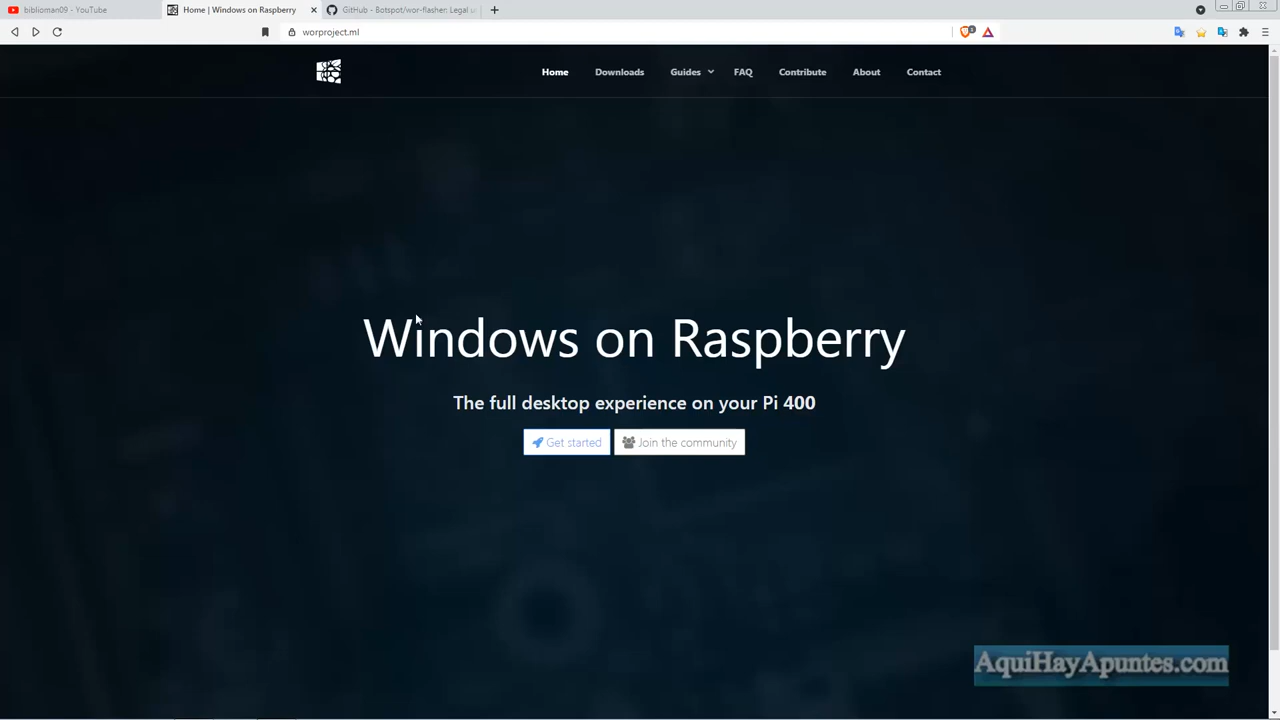 biblioman09 - YouTube
Home | Windows on Raspberry
GitHub - Botspot/wor-flasher: Legal u
worproject.ml
Home
Downloads
Guides
FAQ
Contribute
About
Contact
Windows on Raspberry
The full desktop experience on your Pi 400
Get started
Join the community
AquiHayApuntes.com